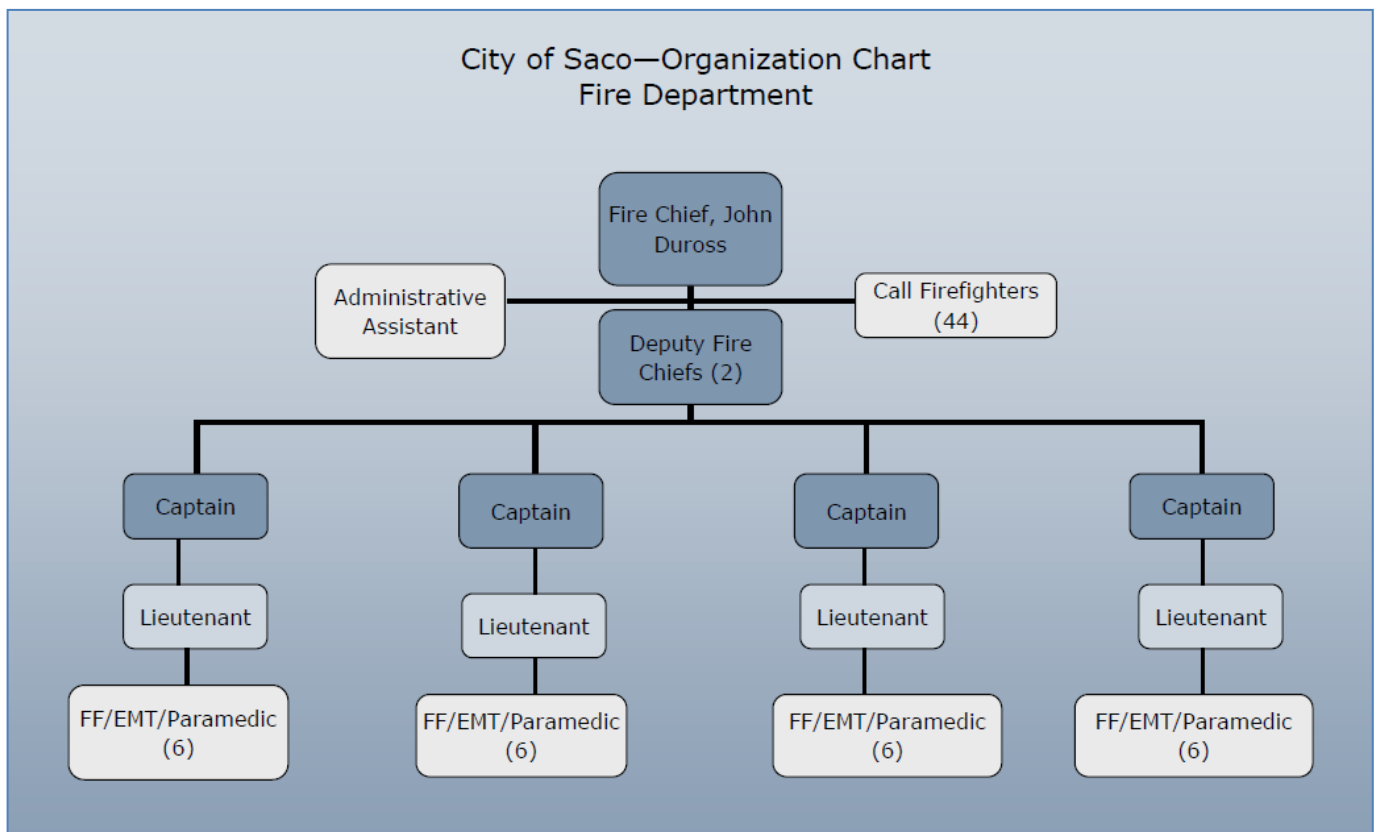 City of Saco—Organization Chart
Fire Department
Fire Chief, John
Duross
Administrative
Assistant
Call Firefighters
(44)
Deputy Fire
Chiefs (2)
Captain
Captain
Captain
Captain
Lieutenant
Lieutenant
Lieutenant
Lieutenant
FF/EMT/Paramedic
(6)
FF/EMT/Paramedic
(6)
FF/EMT/Paramedic
(6)
FF/EMT/Paramedic
(6)